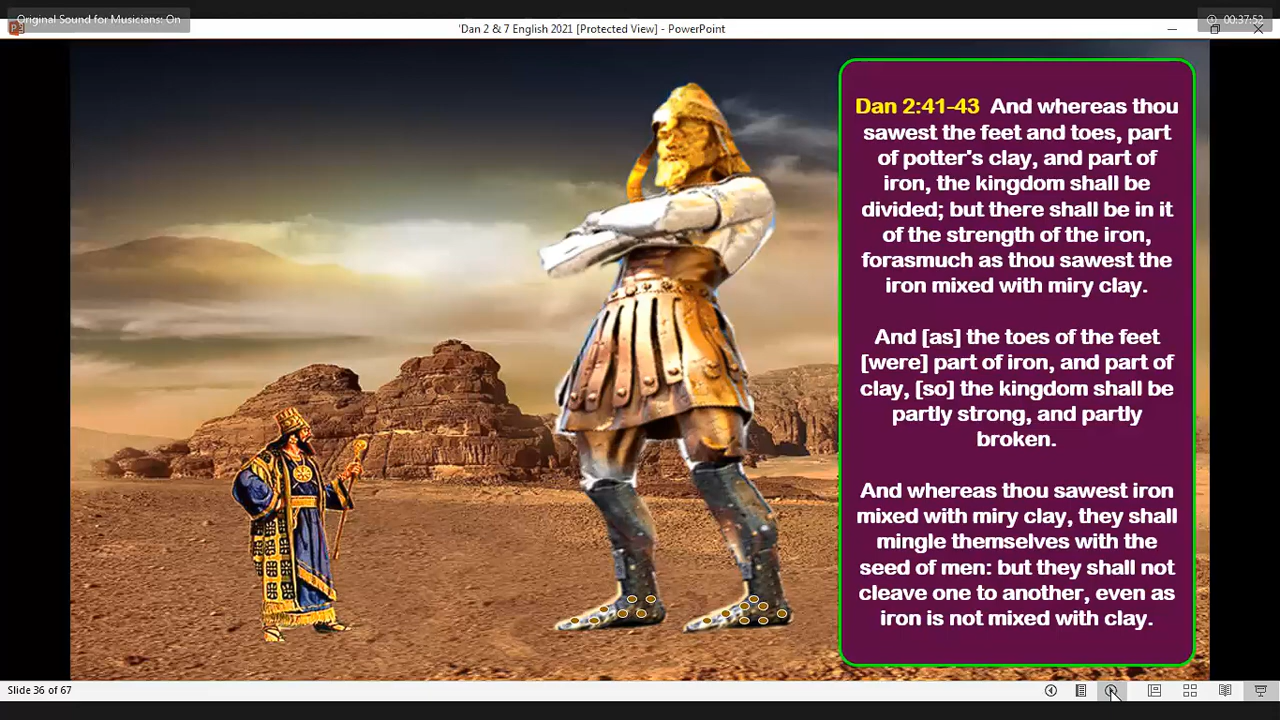 Original Sound for Musicians: On
'Dan 2 & 7 English 2021 [Protected View] - PowerPoint
00:37:52
Dan 2:41-43 And whereas thou
sawest the feet and toes, part
of potter's clay, and part of
iron, the kingdom shall be
divided; but there shall be in it
of the strength of the iron,
forasmuch as thou sawest the
iron mixed with miry clay.
And [as] the toes of the feet
[were] part of iron, and part of
clay, [so] the kingdom shall be
partly strong, and partly
broken.
And whereas thou sawest iron
mixed with miry clay, they shall
mingle themselves with the
seed of men: but they shall not
cleave one to another, even as
iron is not mixed with clay.
Slide 36 of 67